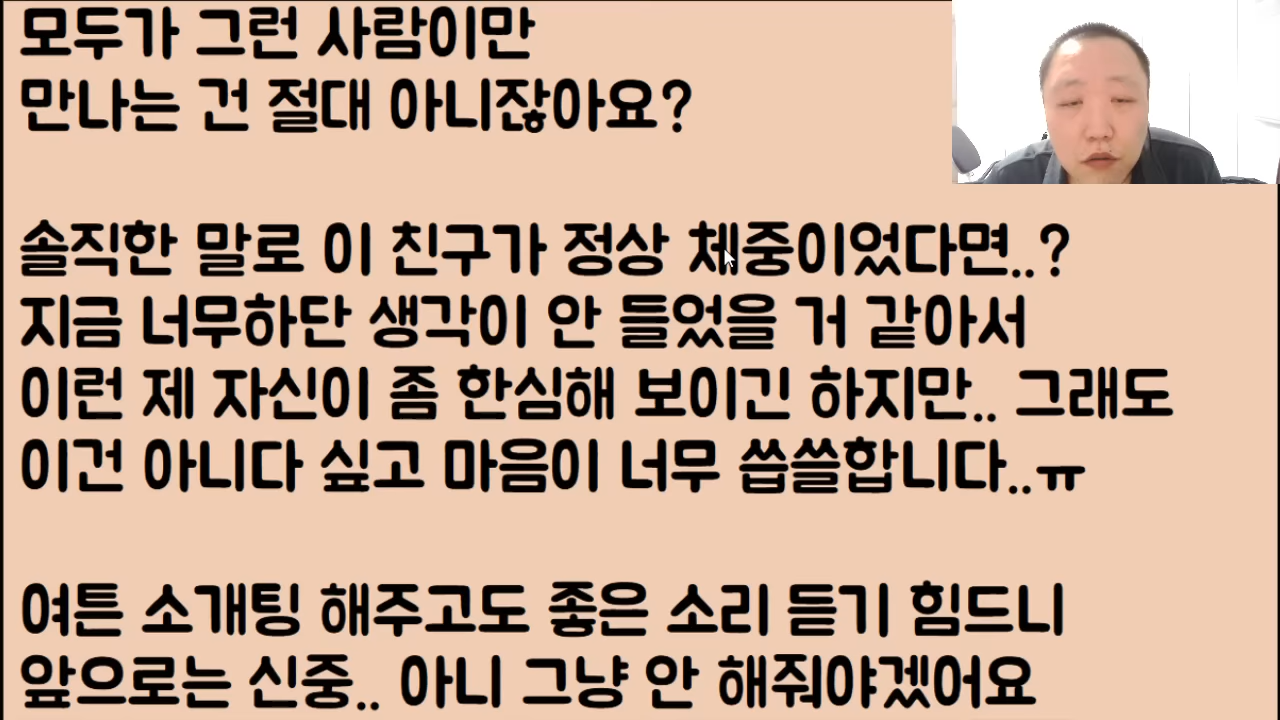 모두가 그런 사람이만
만나는 건 절대 아니잖아요?
솔직한 말로 이 친구가 정상 체중이었다면..?
지금 너무하단 생각이 안 들었을 거 같아서
이런 제 자신이 좀 한심해 보이긴 하지만.. 그래도
이건 아니다 싶고 마음이 너무 씁쓸합니다..ㅠ
여튼 소개팅 해주고도 좋은 소리 듣기 힘드니
앞으로는 신중.. 아니 그냥 안 해줘야겠어요